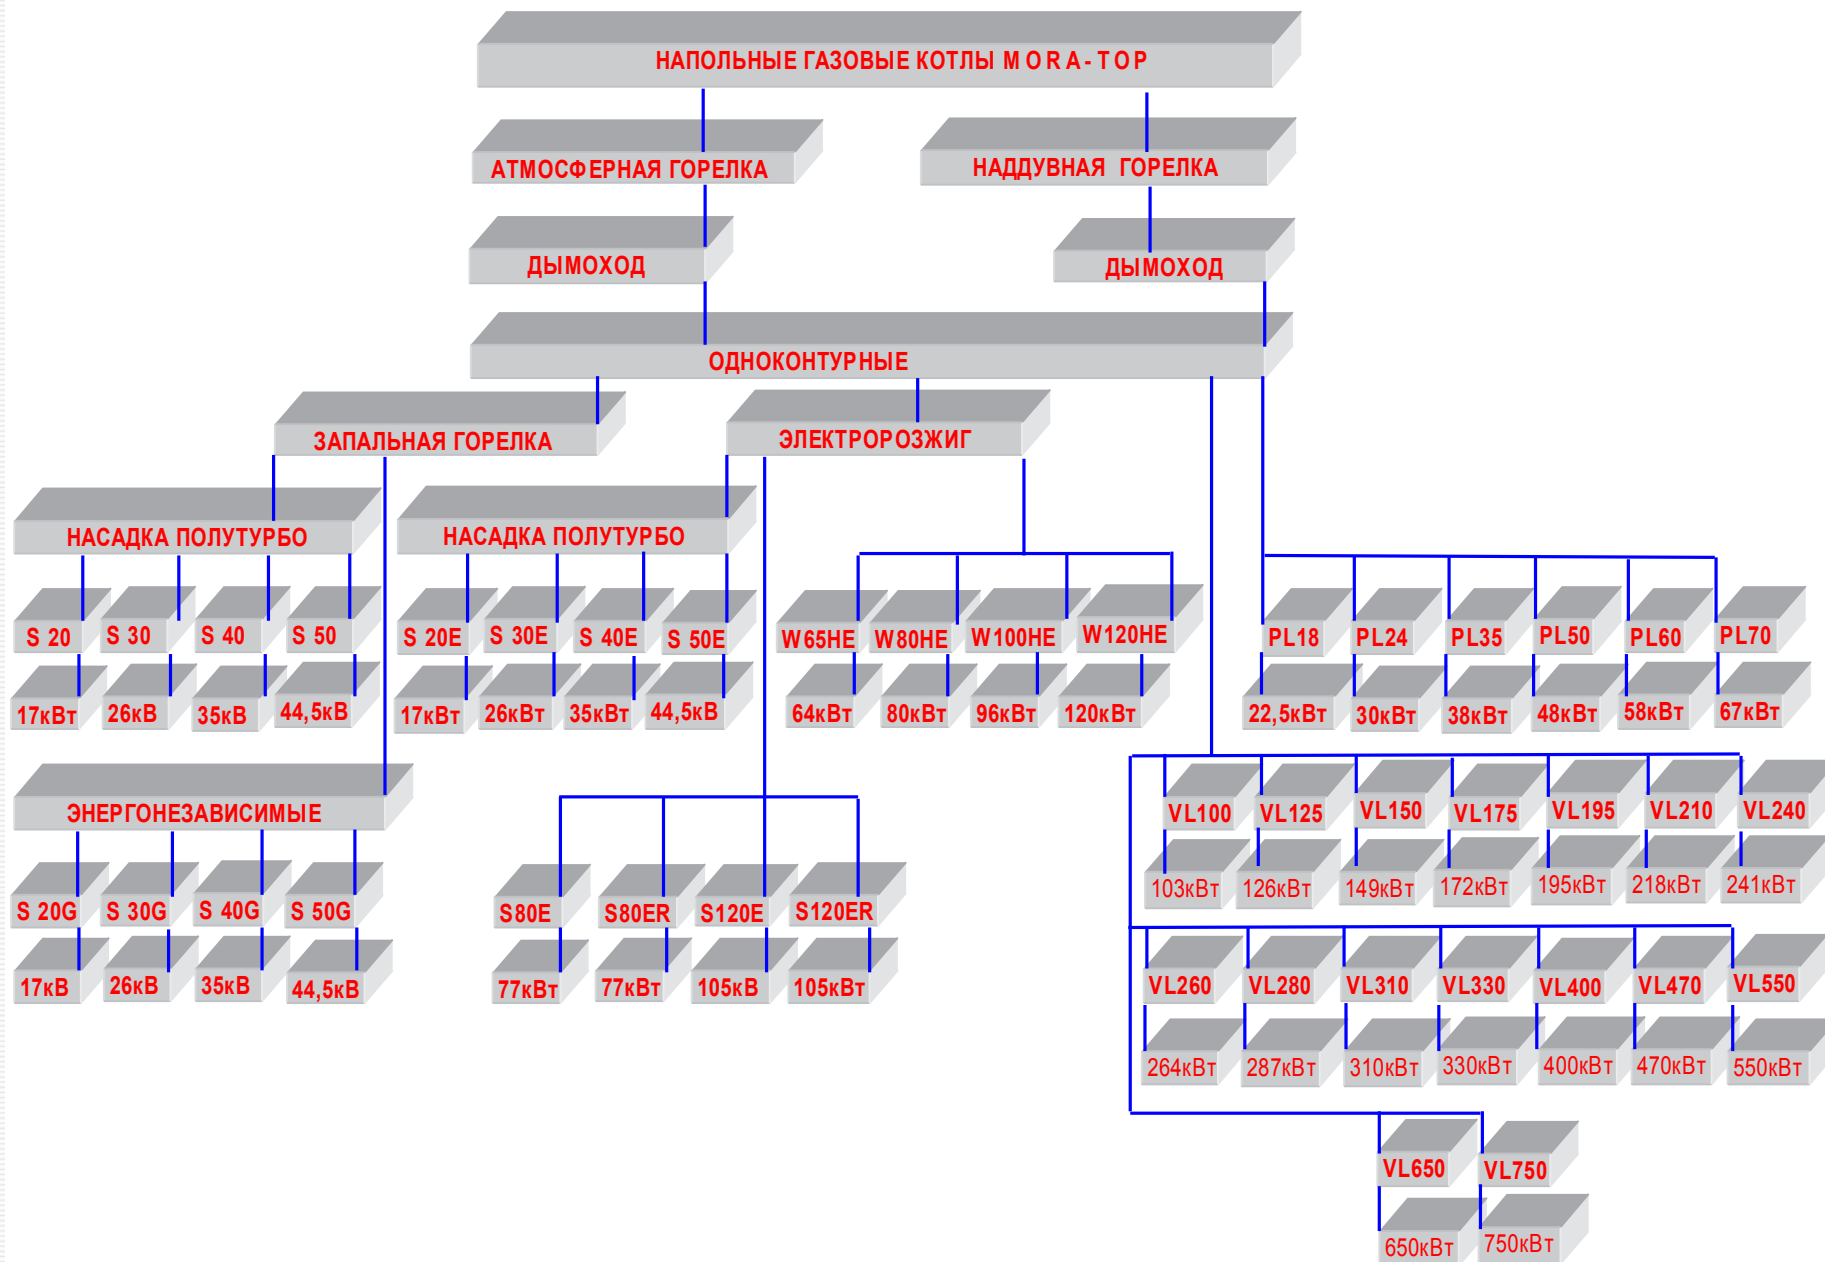 НАПОЛЬНЫЕ ГАЗОВЫЕ КОТЛЫ M O R A - T O P
АТМОСФЕРНАЯ ГОРЕЛКА
НАДДУВНАЯ ГОРЕЛКА
ДЫМОХОД
ДЫМОХОД
ОДНОКОНТУРНЫЕ
ЗАПАЛЬНАЯ ГОРЕЛКА
ЭЛЕКТРОРОЗЖИГ
НАСАДКА ПОЛУТУРБО
НАСАДКА ПОЛУТУРБО
S 20 S 30 S 40 S 50
S 20E S 30E S 40E S 50E
W65HE W80HE W100HE W120HE
PL18 PL24 PL35 PL50 PL60 PL70
17кВт 26кВ 35кВ 44,5кВ
17кВт 26кВт 35кВт 44,5кВ
64кВт 80кВт 96кВт 120кВт
22,5кВт 30кВт 38кВт 48кВт 58кВт 67кВт
ЭНЕРГОНЕЗАВИСИМЫЕ
VL100 VL125 VL150 VL175 VL195 VL210 VL240
103кВт 126кВт 149кВт 172кВт 195кВт 218кВт 241кВт
S 20G S 30G S 40G S 50G
S80E S80ER S120E S120ER
17кВ 26кВ 35кВ 44,5кВ
77кВт 77кВт 105кВ 105кВт
VL260 VL280 VL310 VL330 VL400 VL470 VL550
264кВт 287кВт 310кВт 330кВт 400кВт 470кВт 550кВт
VL650 VL750
650кВт 750кВт